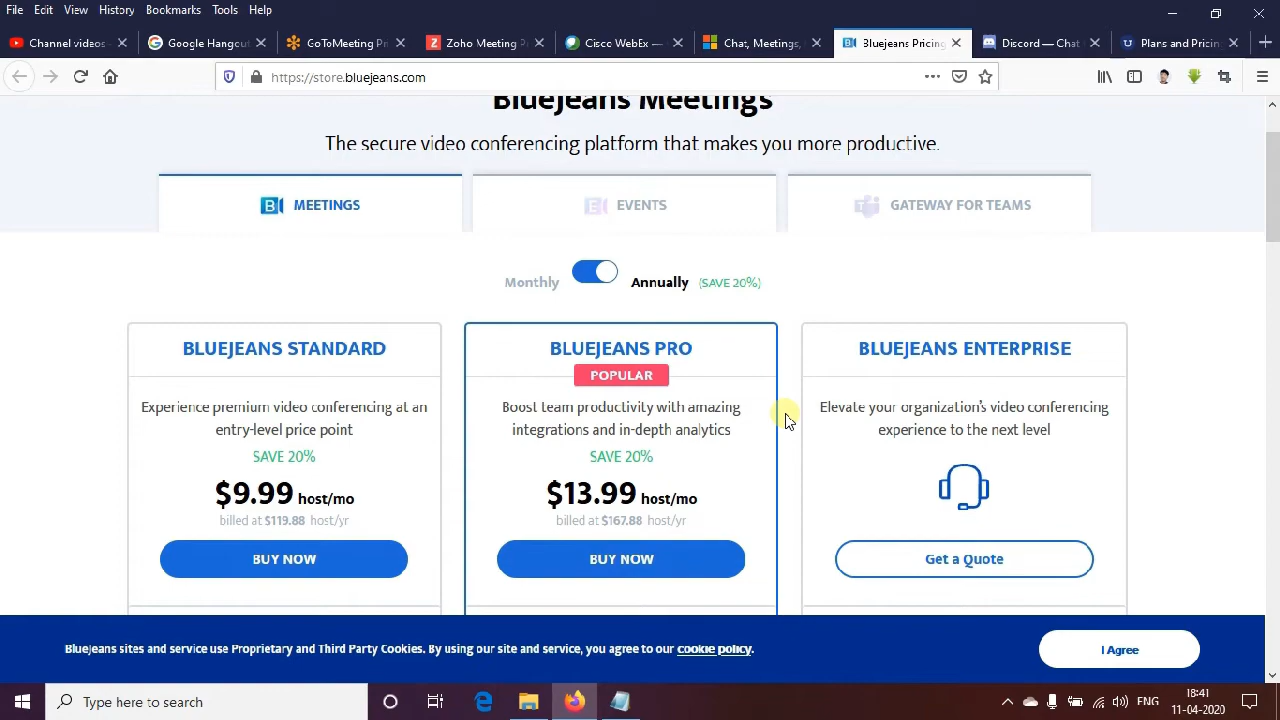 File Edit View History Bookmarks Tools Help
Channel videos -
Google Hangout
GoToMeeting Pr
Zoho Meeting P
Cisco WebEx —
Chat, Meetings,
Bluejeans Pricing
Discord — Chat
Plans and Pricin
https://store.bluejeans.com
BlueJeans Meetings
The secure video conferencing platform that makes you more productive.
MEETINGS
EVENTS
GATEWAY FOR TEAMS
Monthly Annually (SAVE 20%)
BLUEJEANS STANDARD
Experience premium video conferencing at an
entry-level price point
SAVE 20%
$9.99 host/mo
billed at $119.88 host/yr
BUY NOW
BLUEJEANS PRO
POPULAR
Boost team productivity with amazing
integrations and in-depth analytics
SAVE 20%
$13.99 host/mo
billed at $167.88 host/yr
BUY NOW
BLUEJEANS ENTERPRISE
Elevate your organization's video conferencing
experience to the next level
Get a Quote
BlueJeans sites and service use Proprietary and Third Party Cookies. By using our site and service, you agree to our cookie policy.
I Agree
Type here to search
ENG
18:41
11-04-2020